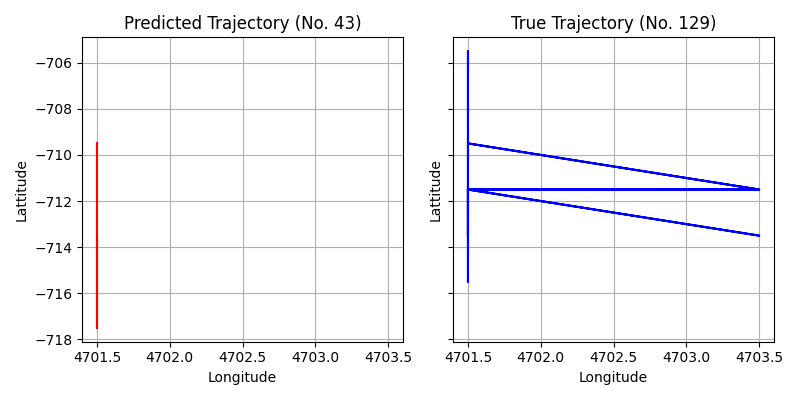 Predicted Trajectory (No. 43)
True Trajectory (No. 129)
Lattitude
−706
−708
−710
−712
−714
−716
−718
4701.5
4702.0
4702.5
4703.0
4703.5
Longitude
Lattitude
4701.5
4702.0
4702.5
4703.0
4703.5
Longitude